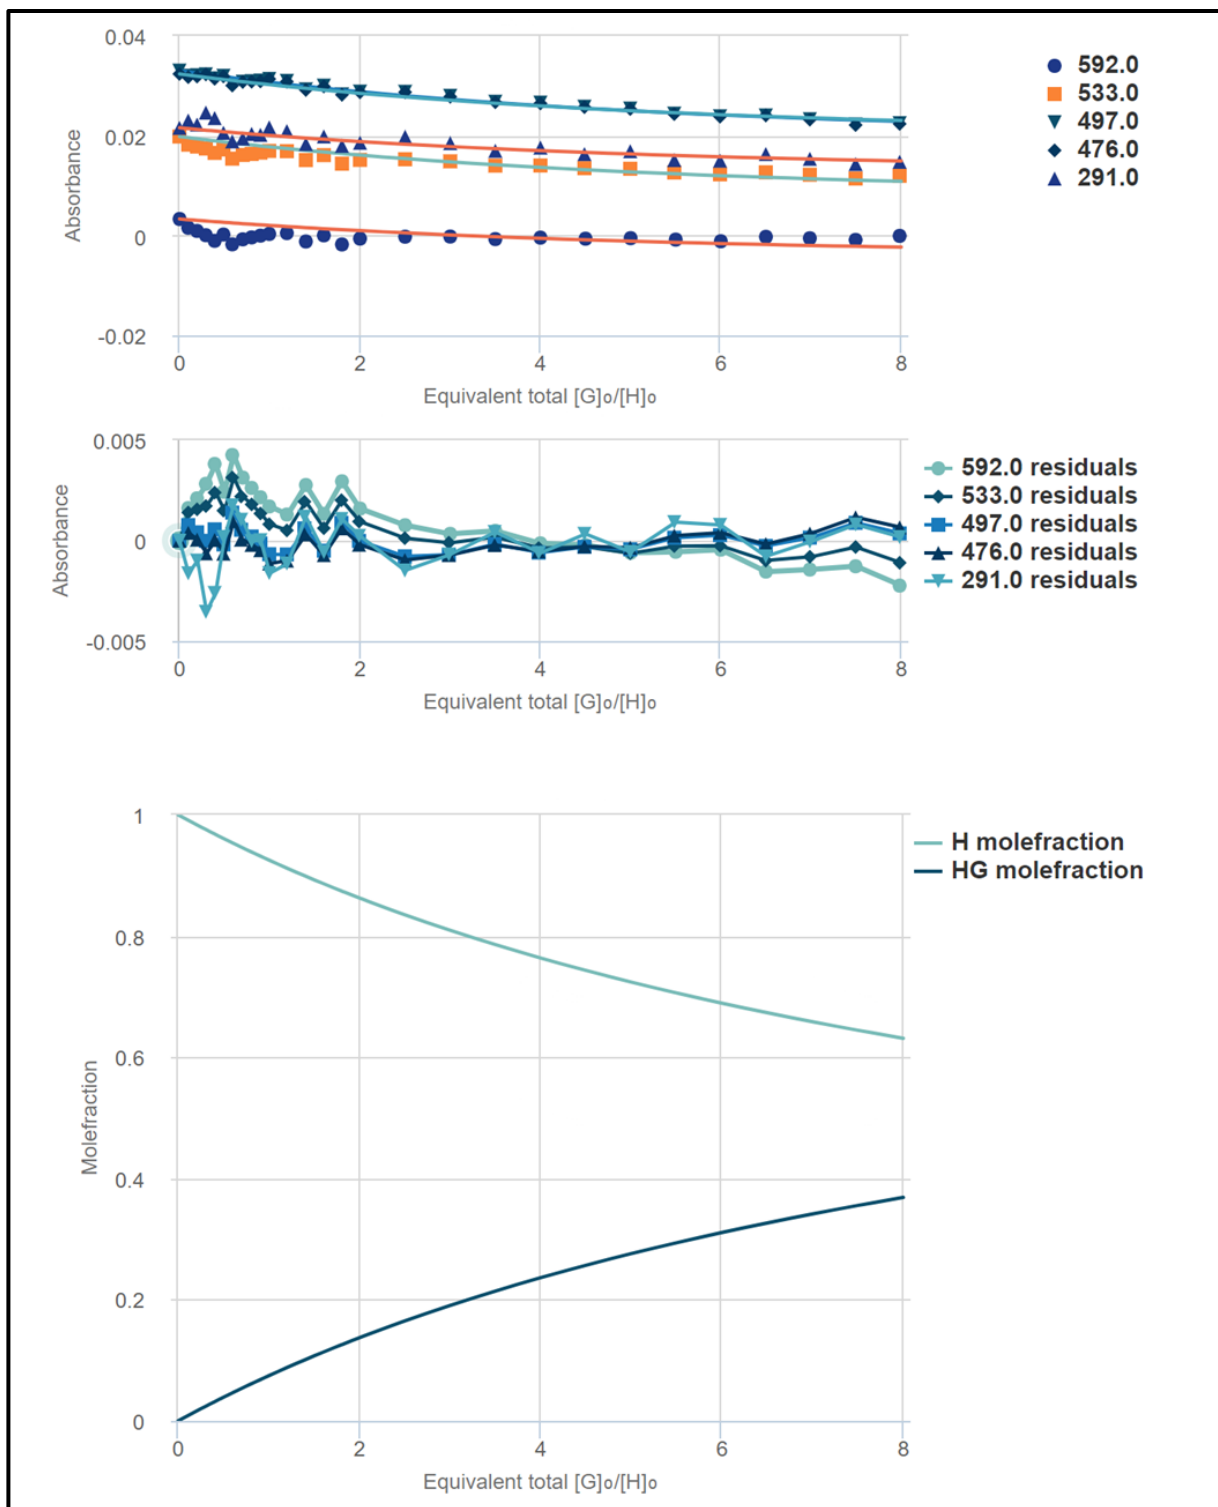 0.04
0.02
0
-0.02
Absorbance
0 2 4 6 8
Equivalent total [G]₀/[H]₀
592.0
533.0
497.0
476.0
291.0
0.005
0
-0.005
Absorbance
0 2 4 6 8
Equivalent total [G]₀/[H]₀
592.0 residuals
533.0 residuals
497.0 residuals
476.0 residuals
291.0 residuals
1
0.8
0.6
0.4
0.2
0
Molefraction
0 2 4 6 8
Equivalent total [G]₀/[H]₀
H molefraction
HG molefraction